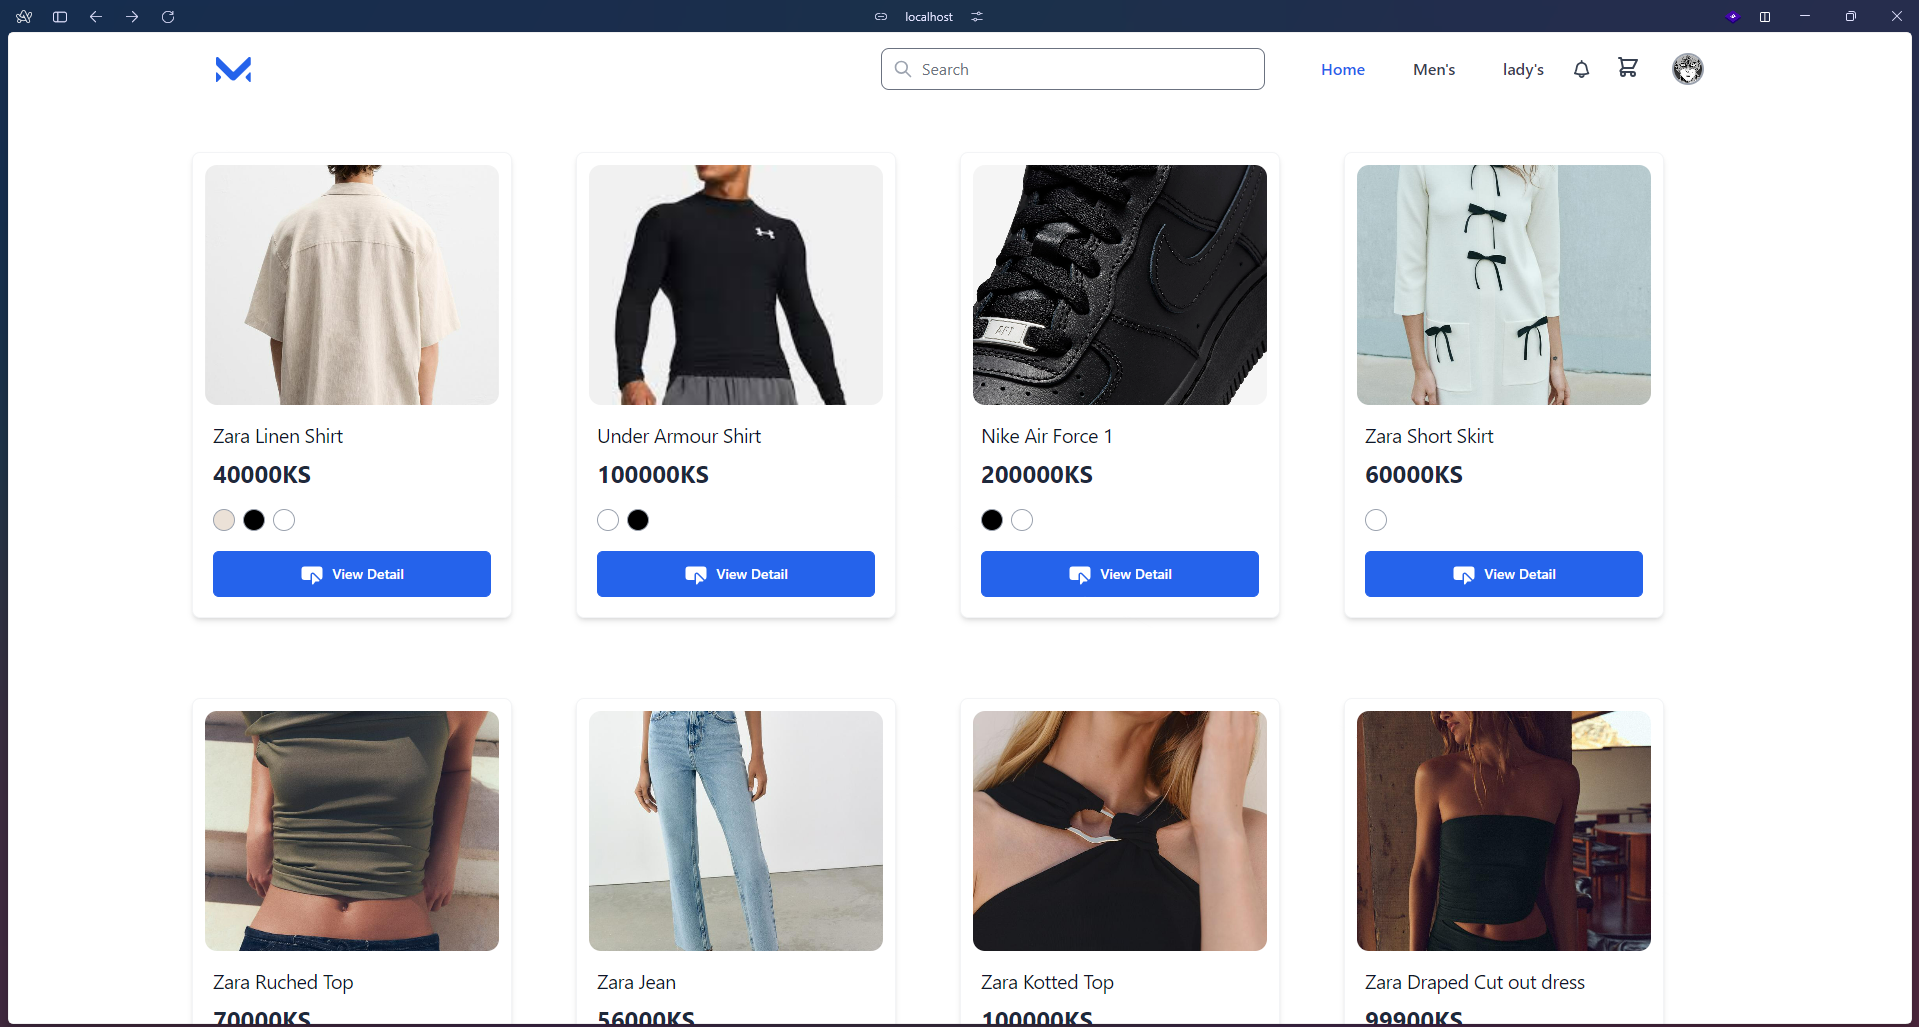 localhost
Search
Home
Men's
lady's
AF1
Zara Linen Shirt
Under Armour Shirt
Nike Air Force 1
Zara Short Skirt
40000KS
100000KS
200000KS
60000KS
View Detail
View Detail
View Detail
View Detail
Zara Ruched Top
Zara Jean
Zara Kotted Top
Zara Draped Cut out dress
70000KS
56000KS
100000KS
99900KS